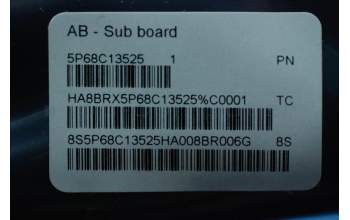 AB - Sub board
5P68C13525 1 PN
HA8BRX5P68C13525%C0001 TC
8S5P68C13525HA008BR006G 8S